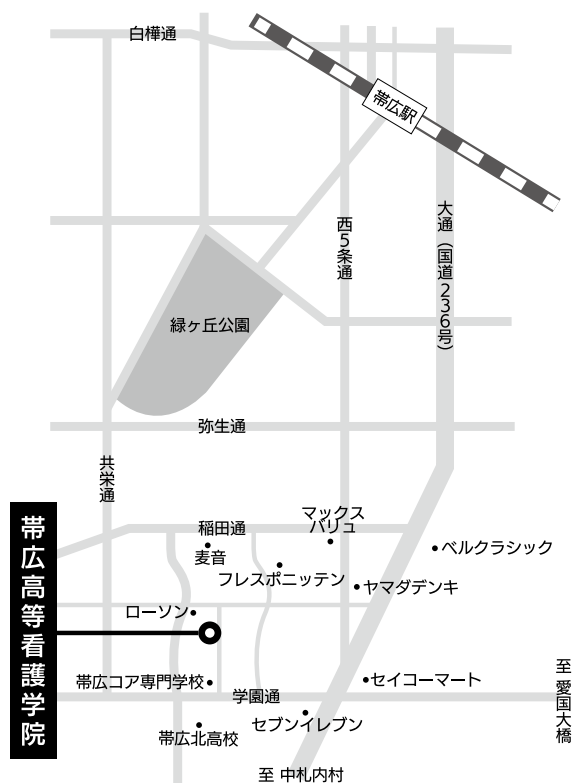 白樺通
帯広駅
西5条通
大通（国道236号）
緑ヶ丘公園
弥生通
共栄通
帯広高等看護学院
稲田通
マックス
バリュ
麦音
ベルクラシック
フレスポニッテン
ヤマダデンキ
ローソン
帯広コア専門学校
学園通
セイコーマート
至 愛国大橋
セブンイレブン
帯広北高校
至 中札内村